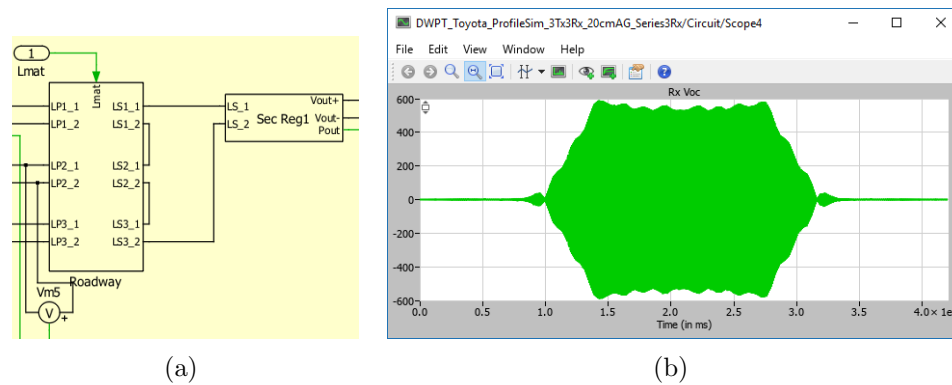 1
Lmat
Lmat
LP1_1
LP1_2
LP2_1
LP2_2
LP3_1
LP3_2
LS1_1
LS1_2
LS2_1
LS2_2
LS3_1
LS3_2
Roadway
LS_1
LS_2
Sec Reg1
Vout+
Vout-
Pout
Vm5
V
+
(a)
DWPT_Toyota_ProfileSim_3Tx3Rx_20cmAG_Series3Rx/Circuit/Scope4
File Edit View Window Help
Rx Voc
600
400
200
0
-200
-400
-600
0.0 0.5 1.0 1.5 2.0 2.5 3.0 3.5 4.0 × 1e
Time (in ms)
(b)